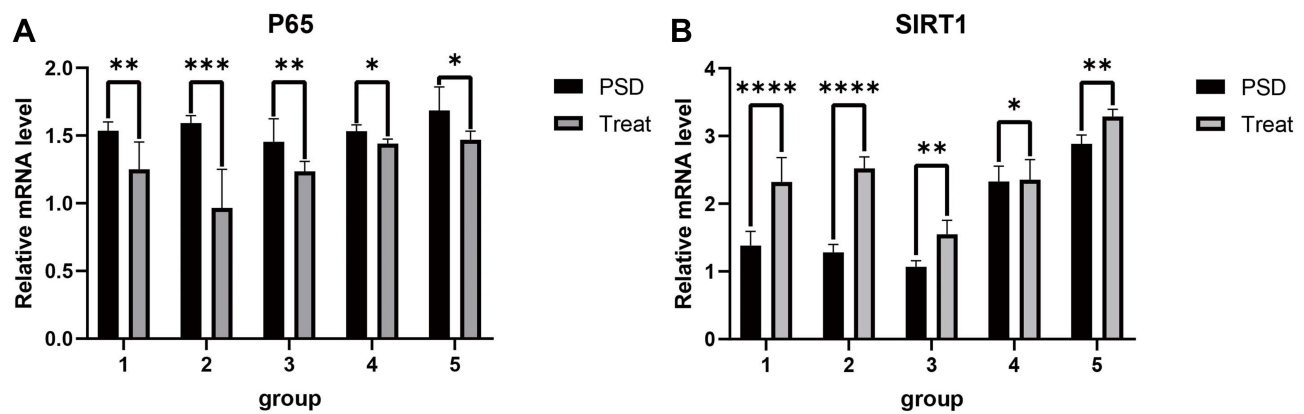 A
P65
Relative mRNA level
2.0
1.5
1.0
0.5
0.0
**
***
**
*
*
1 2 3 4 5
group
PSD
Treat
B
SIRT1
Relative mRNA level
4
3
2
1
0
****
****
**
*
**
1 2 3 4 5
group
PSD
Treat